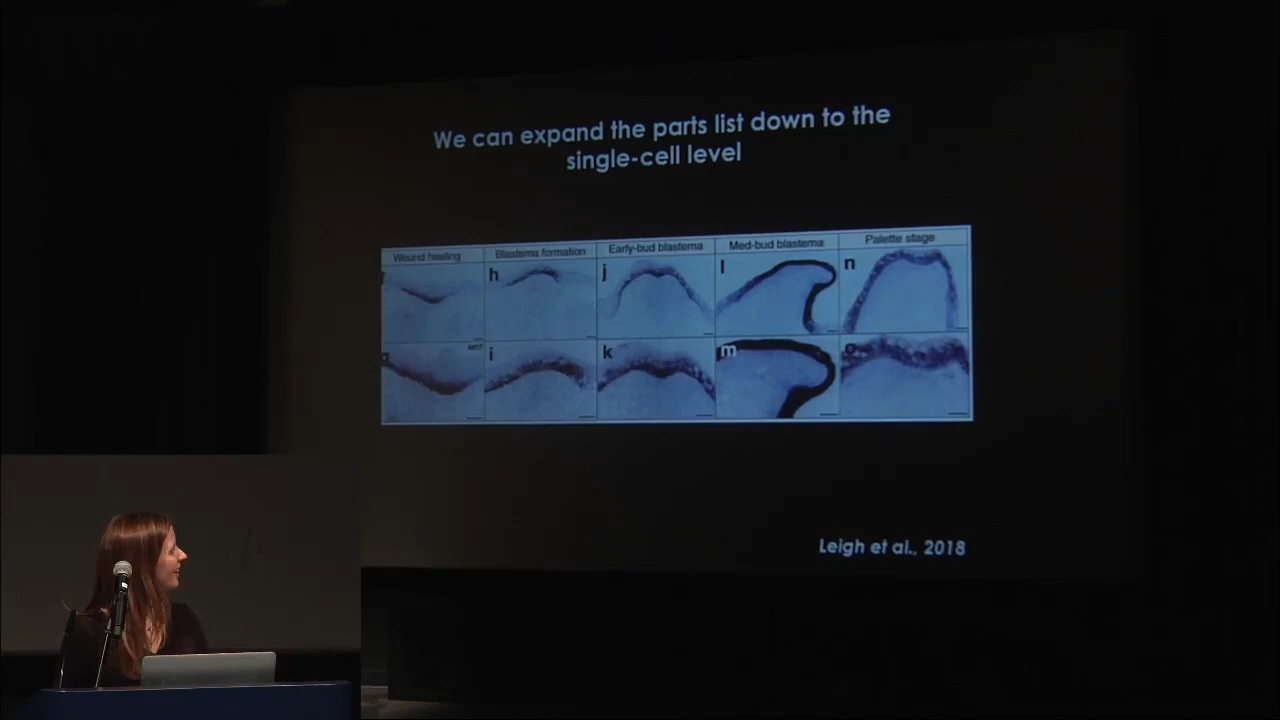 We can expand the parts list down to the
single-cell level
Wound healing
Blastema formation
Early-bud blastema
Med-bud blastema
Palette stage
h
j
l
n
i
k
m
o
Leigh et al., 2018